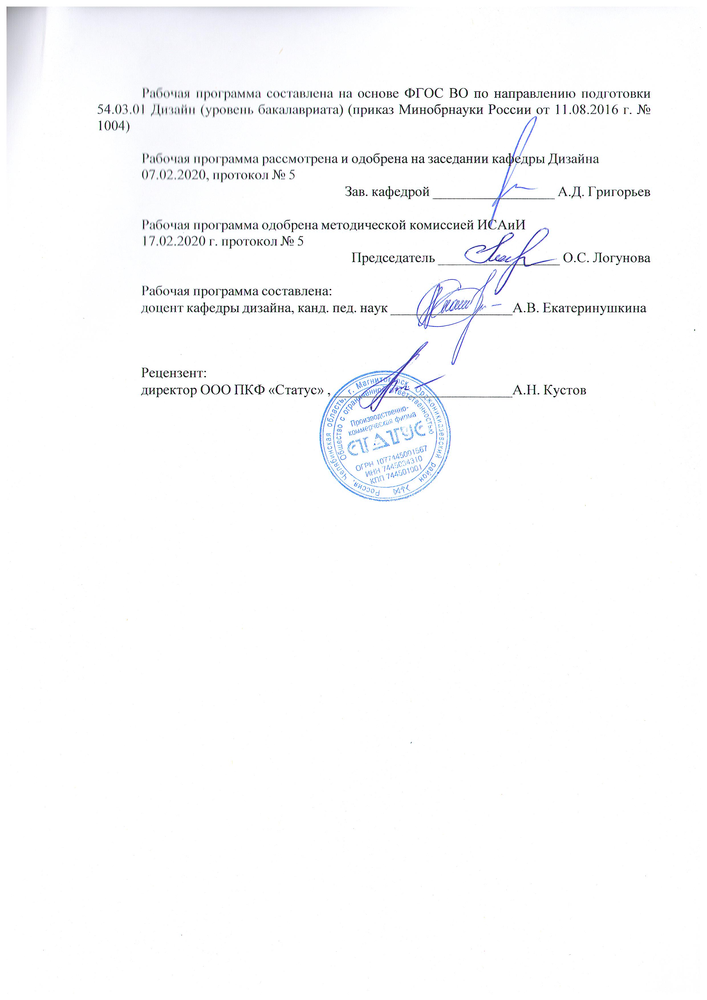 Рабочая программа составлена на основе ФГОС ВО по направлению подготовки
54.03.01 Дизайн (уровень бакалавриата) (приказ Минобрнауки России от 11.08.2016 г. №
1004)
Рабочая программа рассмотрена и одобрена на заседании кафедры Дизайна
07.02.2020, протокол № 5
Зав. кафедрой ________________ А.Д. Григорьев
Рабочая программа одобрена методической комиссией ИСАиИ
17.02.2020 г. протокол № 5
Председатель ________________ О.С. Логунова
Рабочая программа составлена:
доцент кафедры дизайна, канд. пед. наук ________________А.В. Екатеринушкина
Рецензент:
директор ООО ПКФ «Статус» , ________________________А.Н. Кустов
Россия, Челябинская область, г. Магнитогорск, Орджоникидзевский район
Общество с ограниченной ответственностью
Производственно-
коммерческая фирма
СТАТУС
ОГРН 1077445001567
ИНН 7445034310
КПП 744501001